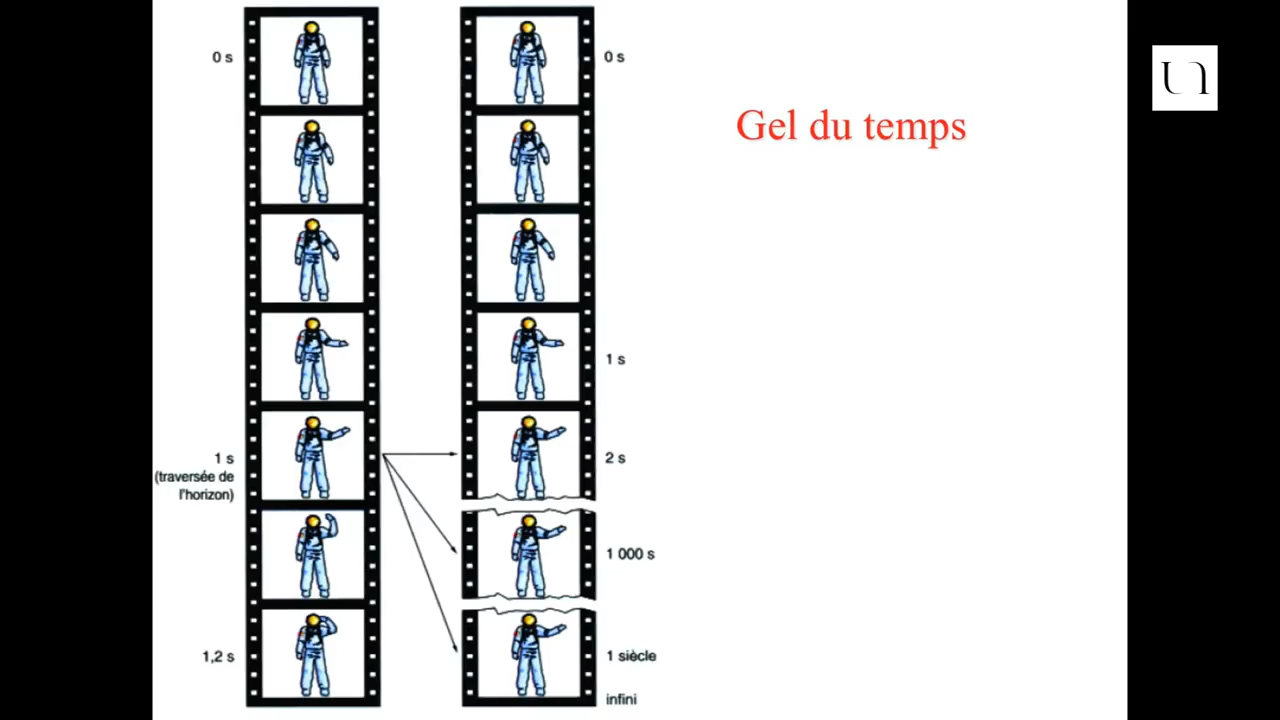 0 s
0 s
Gel du temps
1 s
1 s
(traversée de
l'horizon)
2 s
1 000 s
1,2 s
1 siècle
infini